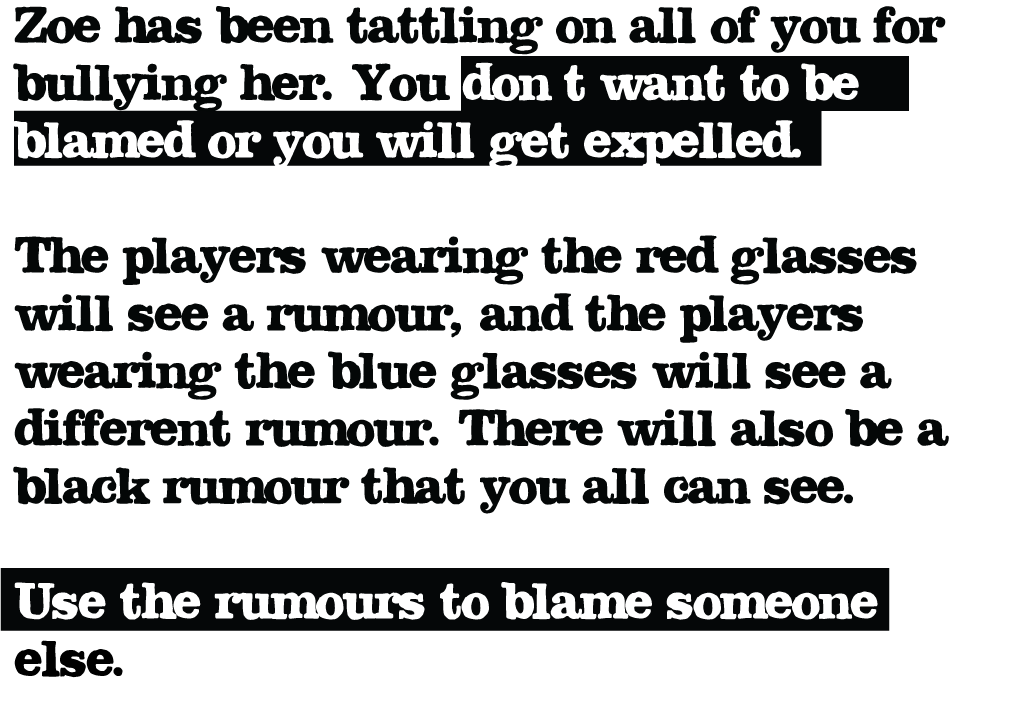 Zoe has been tattling on all of you for
bullying her. You don t want to be
blamed or you will get expelled.
The players wearing the red glasses
will see a rumour, and the players
wearing the blue glasses will see a
different rumour. There will also be a
black rumour that you all can see.
Use the rumours to blame someone
else.